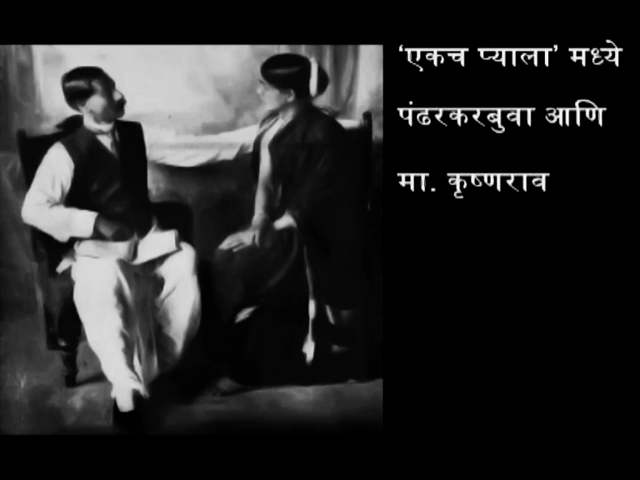 ‘एकच प्याला’ मध्ये
पंढरकरबुवा आणि
मा. कृष्णराव